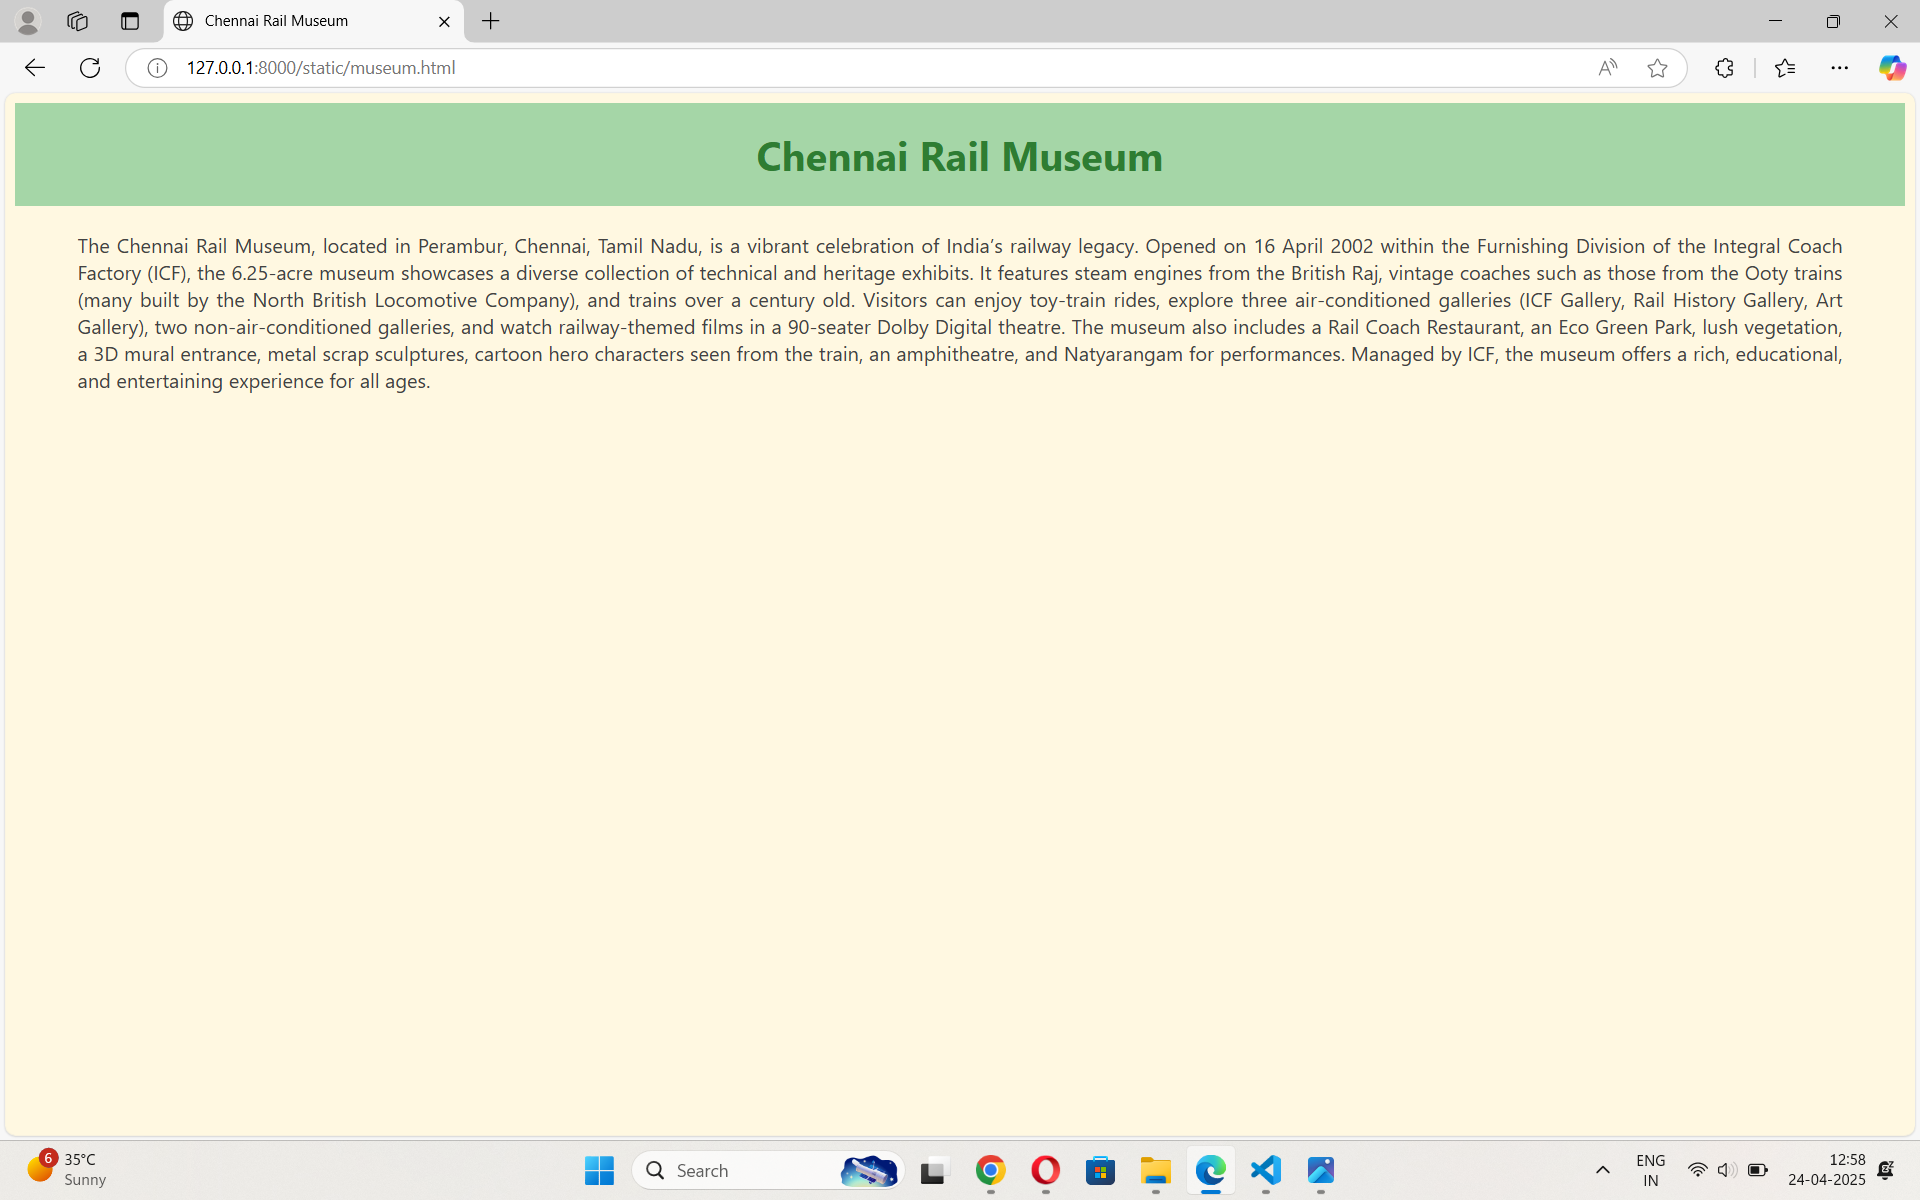 Chennai Rail Museum
127.0.0.1:8000/static/museum.html
Chennai Rail Museum
The Chennai Rail Museum, located in Perambur, Chennai, Tamil Nadu, is a vibrant celebration of India’s railway legacy. Opened on 16 April 2002 within the Furnishing Division of the Integral Coach
Factory (ICF), the 6.25-acre museum showcases a diverse collection of technical and heritage exhibits. It features steam engines from the British Raj, vintage coaches such as those from the Ooty trains
(many built by the North British Locomotive Company), and trains over a century old. Visitors can enjoy toy-train rides, explore three air-conditioned galleries (ICF Gallery, Rail History Gallery, Art
Gallery), two non-air-conditioned galleries, and watch railway-themed films in a 90-seater Dolby Digital theatre. The museum also includes a Rail Coach Restaurant, an Eco Green Park, lush vegetation,
a 3D mural entrance, metal scrap sculptures, cartoon hero characters seen from the train, an amphitheatre, and Natyarangam for performances. Managed by ICF, the museum offers a rich, educational,
and entertaining experience for all ages.
6
35°C
Sunny
Search
ENG
IN
12:58
24-04-2025